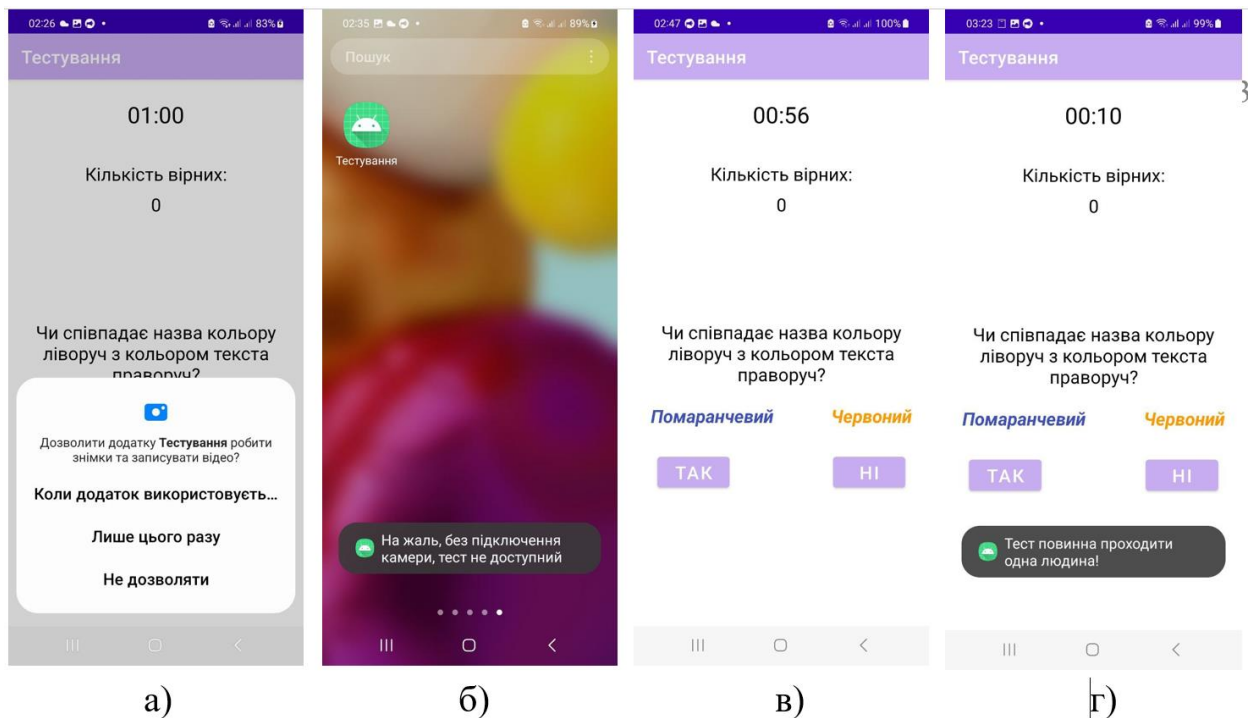 02:26
83%
Тестування
01:00
Кількість вірних:
0
Чи співпадає назва кольору
ліворуч з кольором текста
праворуч?
Дозволити додатку Тестування робити
знімки та записувати відео?
Коли додаток використовуєть…
Лише цього разу
Не дозволяти
а)
02:35
89%
Пошук
Тестування
На жаль, без підключення
камери, тест не доступний
б)
02:47
100%
Тестування
00:56
Кількість вірних:
0
Чи співпадає назва кольору
ліворуч з кольором текста
праворуч?
Помаранчевий Червоний
ТАК НІ
в)
03:23
99%
Тестування
00:10
Кількість вірних:
0
Чи співпадає назва кольору
ліворуч з кольором текста
праворуч?
Помаранчевий Червоний
ТАК НІ
Тест повинна проходити
одна людина!
г)